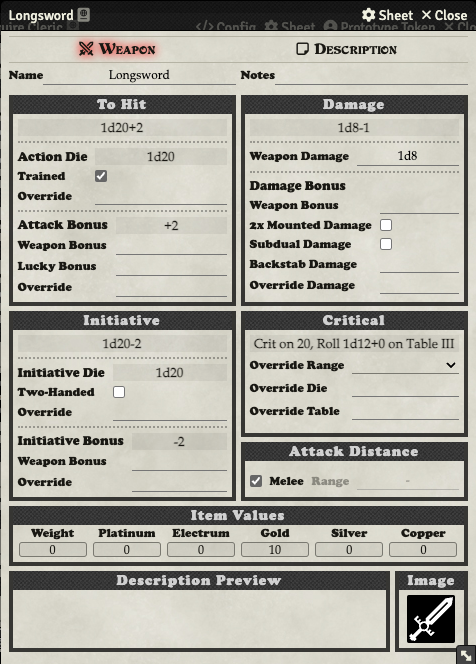 Longsword Sheet Close
Weapon Description
Name Longsword Notes
To Hit
1d20+2
Action Die 1d20
Trained
Override
Attack Bonus +2
Weapon Bonus
Lucky Bonus
Override
Damage
1d8-1
Weapon Damage 1d8
Damage Bonus
Weapon Bonus
2x Mounted Damage
Subdual Damage
Backstab Damage
Override Damage
Initiative
1d20-2
Initiative Die 1d20
Two-Handed
Override
Initiative Bonus -2
Weapon Bonus
Override
Critical
Crit on 20, Roll 1d12+0 on Table III
Override Range
Override Die
Override Table
Attack Distance
Melee Range -
Item Values
Weight Platinum Electrum Gold Silver Copper
0 0 0 10 0 0
Description Preview
Image